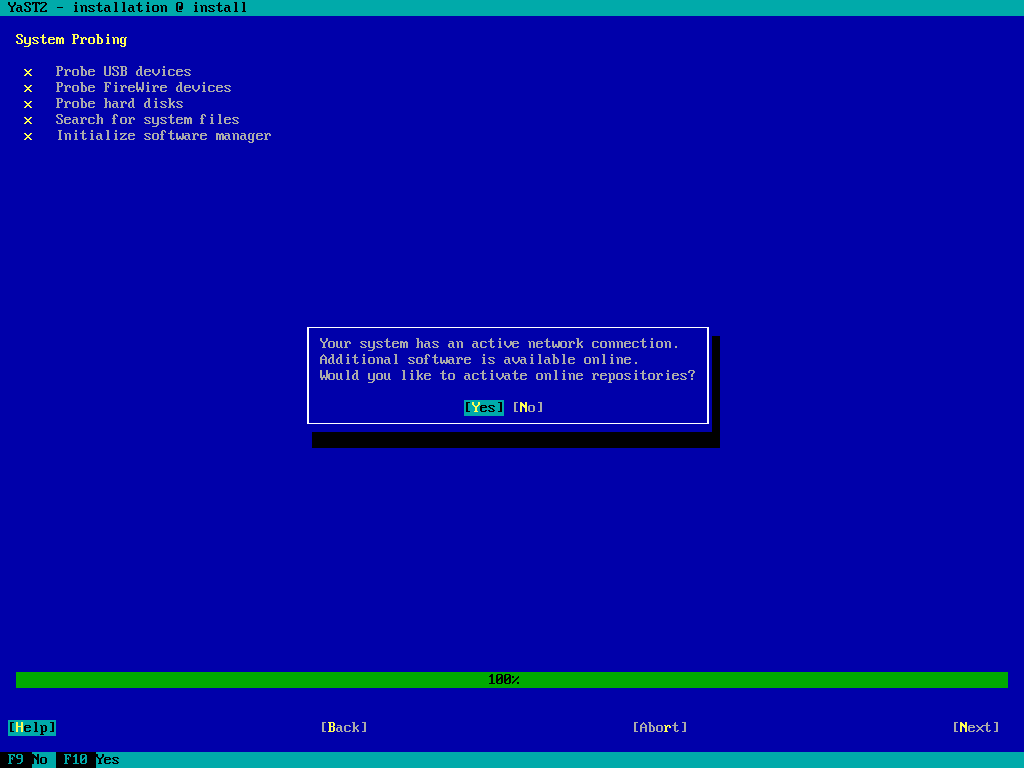 YaST2 - installation @ install
System Probing
x Probe USB devices
x Probe FireWire devices
x Probe hard disks
x Search for system files
x Initialize software manager
Your system has an active network connection.
Additional software is available online.
Would you like to activate online repositories?
[Yes] [No]
100%
[Help] [Back] [Abort] [Next]
F9 No F10 Yes